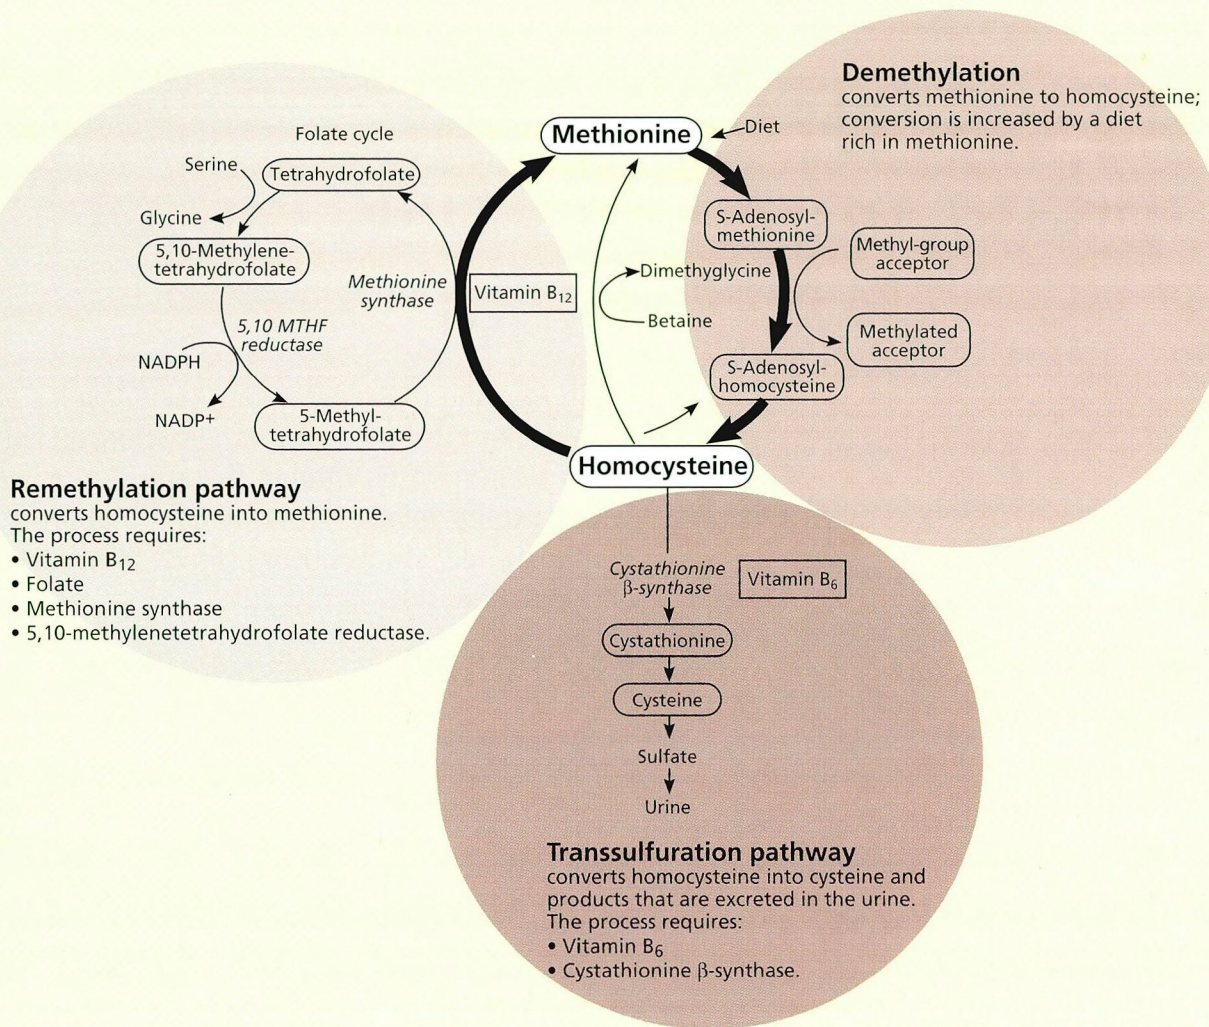 Demethylation
converts methionine to homocysteine;
conversion is increased by a diet
rich in methionine.
Folate cycle
Serine
Tetrahydrofolate
Glycine
5,10-Methylene-
tetrahydrofolate
5,10 MTHF
reductase
NADPH
NADP+
5-Methyl-
tetrahydrofolate
Methionine
synthase
Vitamin B12
Methionine
Diet
Dimethyglycine
Betaine
S-Adenosyl-
methionine
Methyl-group
acceptor
Methylated
acceptor
S-Adenosyl-
homocysteine
Homocysteine
Remethylation pathway
converts homocysteine into methionine.
The process requires:
• Vitamin B12
• Folate
• Methionine synthase
• 5,10-methylenetetrahydrofolate reductase.
Cystathionine
β-synthase
Vitamin B6
Cystathionine
Cysteine
Sulfate
Urine
Transsulfuration pathway
converts homocysteine into cysteine and
products that are excreted in the urine.
The process requires:
• Vitamin B6
• Cystathionine β-synthase.